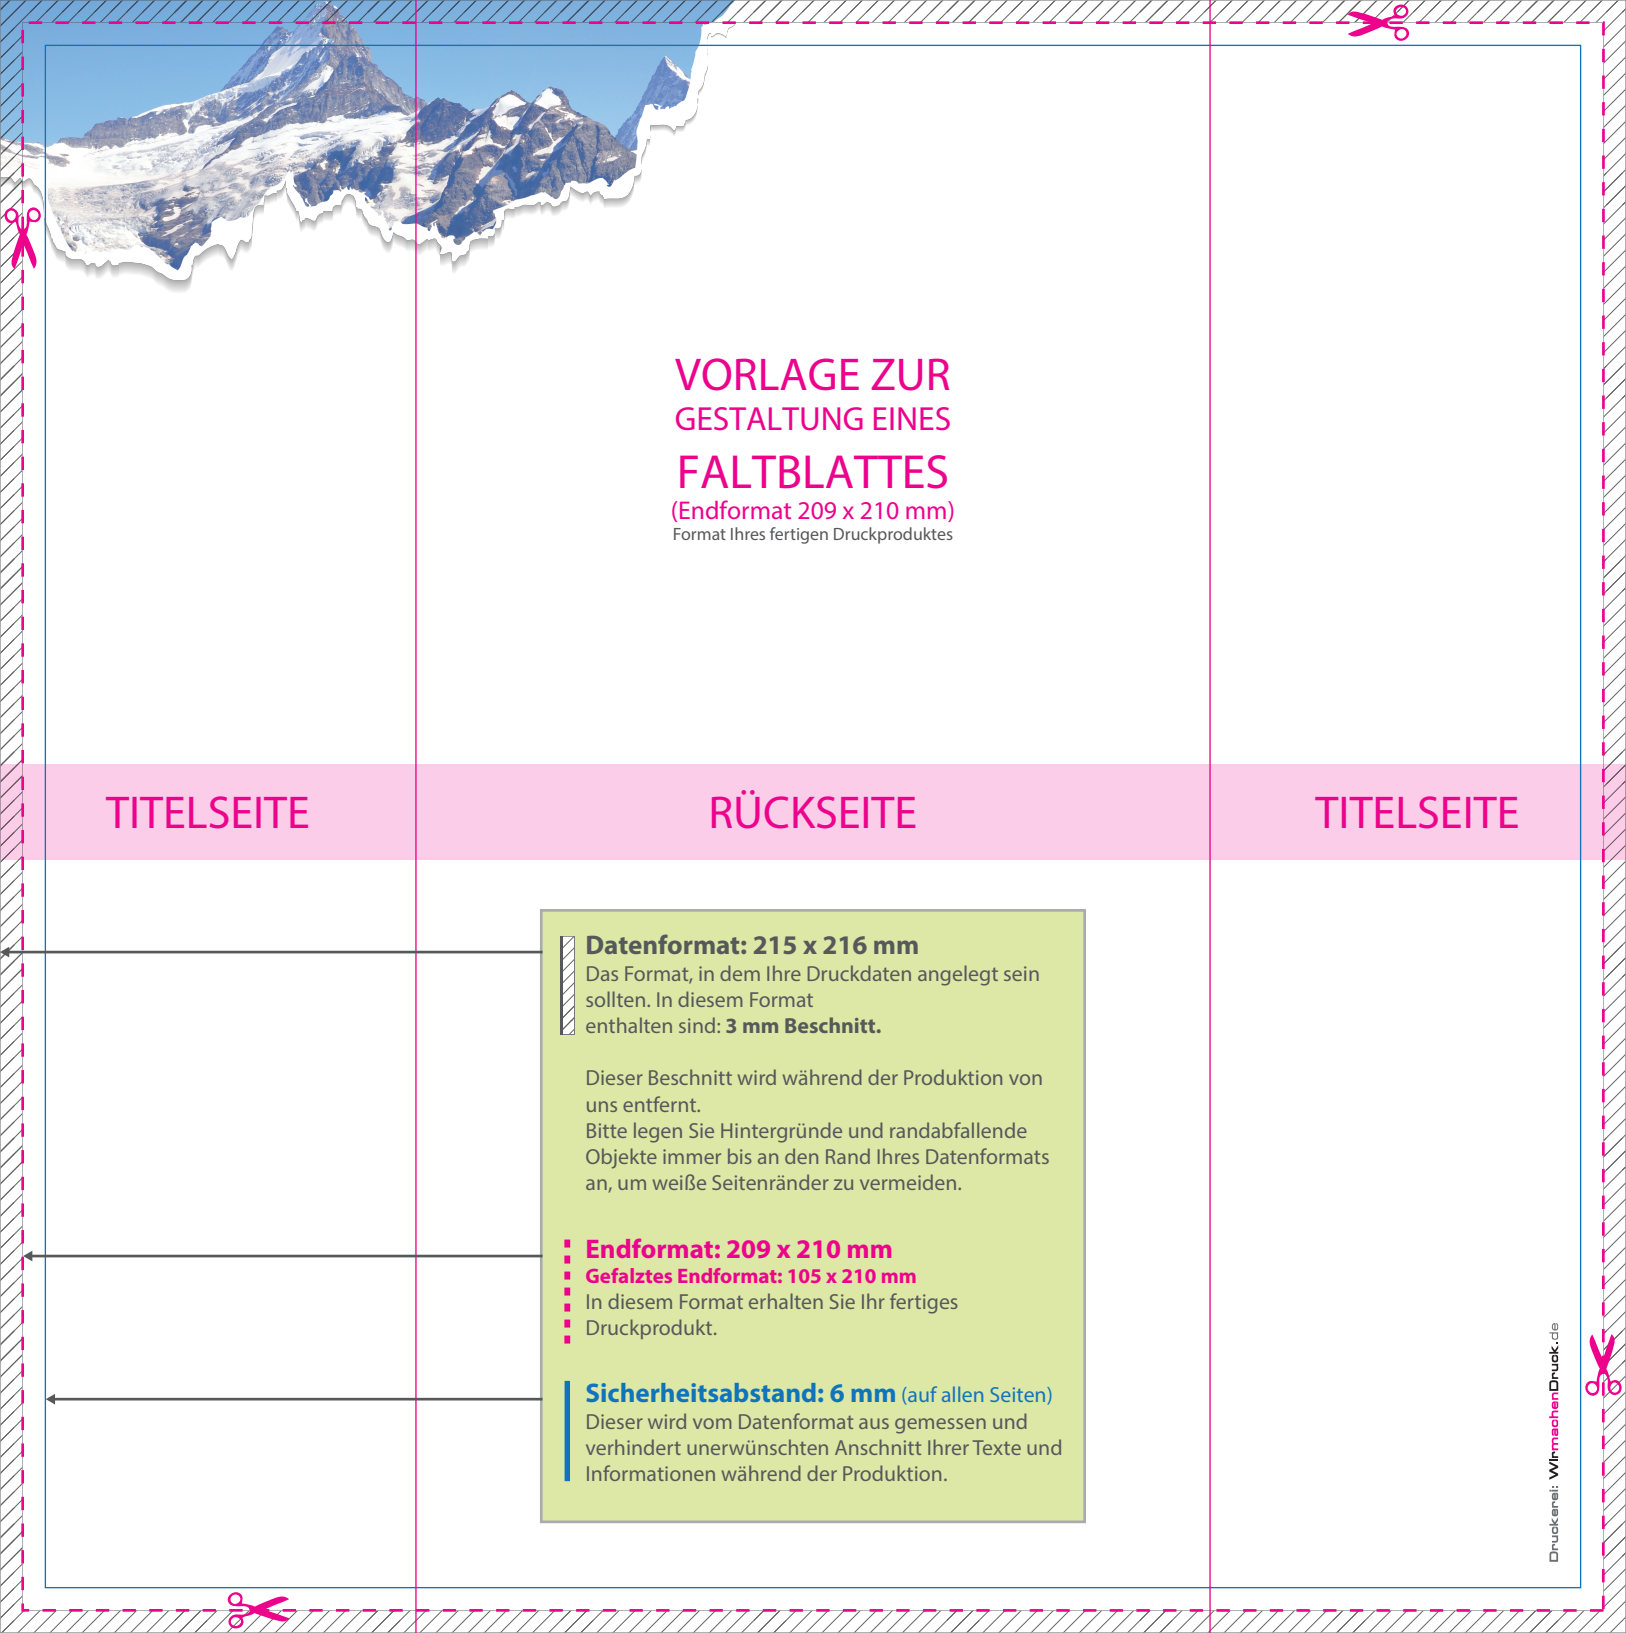 VORLAGE ZUR
GESTALTUNG EINES
FALTBLATTES
(Endformat 209 x 210 mm)
Format Ihres fertigen Druckproduktes
TITELSEITE
RÜCKSEITE
TITELSEITE
Datenformat: 215 x 216 mm
Das Format, in dem Ihre Druckdaten angelegt sein
sollten. In diesem Format
enthalten sind: 3 mm Beschnitt.
Dieser Beschnitt wird während der Produktion von
uns entfernt.
Bitte legen Sie Hintergründe und randabfallende
Objekte immer bis an den Rand Ihres Datenformats
an, um weiße Seitenränder zu vermeiden.
Endformat: 209 x 210 mm
Gefalztes Endformat: 105 x 210 mm
In diesem Format erhalten Sie Ihr fertiges
Druckprodukt.
Sicherheitsabstand: 6 mm (auf allen Seiten)
Dieser wird vom Datenformat aus gemessen und
verhindert unerwünschten Anschnitt Ihrer Texte und
Informationen während der Produktion.
Druckerei: WIrmachenDruck.de